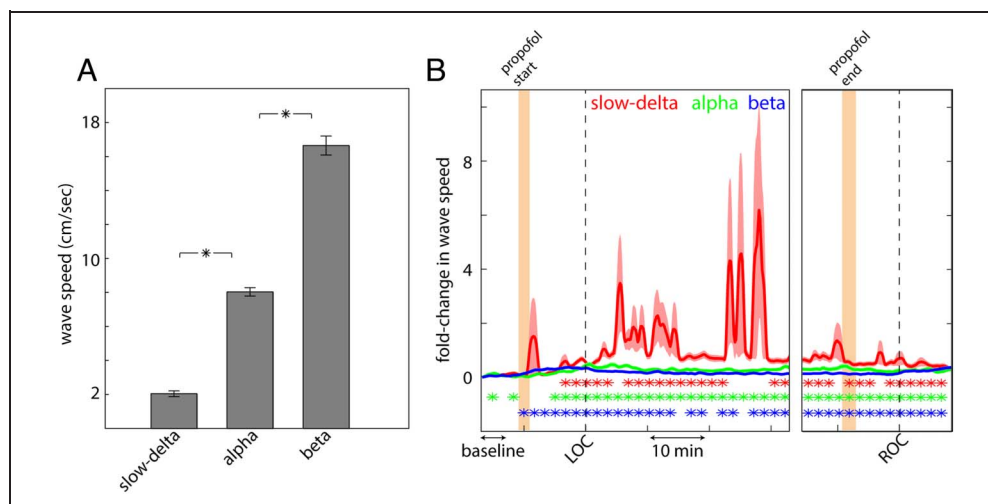 A
wave speed (cm/sec)
18
10
2
*
*
slow-delta
alpha
beta
B
propofol
start
propofol
end
slow-delta alpha beta
fold-change in wave speed
8
4
0
baseline
LOC
10 min
ROC